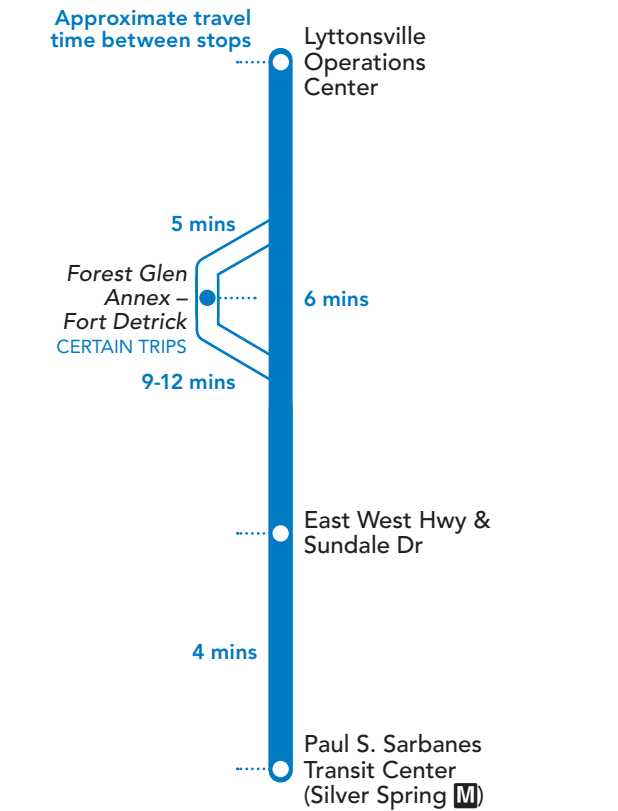 Approximate travel
time between stops
Lyttonsville
Operations
Center
5 mins
Forest Glen
Annex –
Fort Detrick
CERTAIN TRIPS
6 mins
9-12 mins
East West Hwy &
Sundale Dr
4 mins
Paul S. Sarbanes
Transit Center
(Silver Spring M)